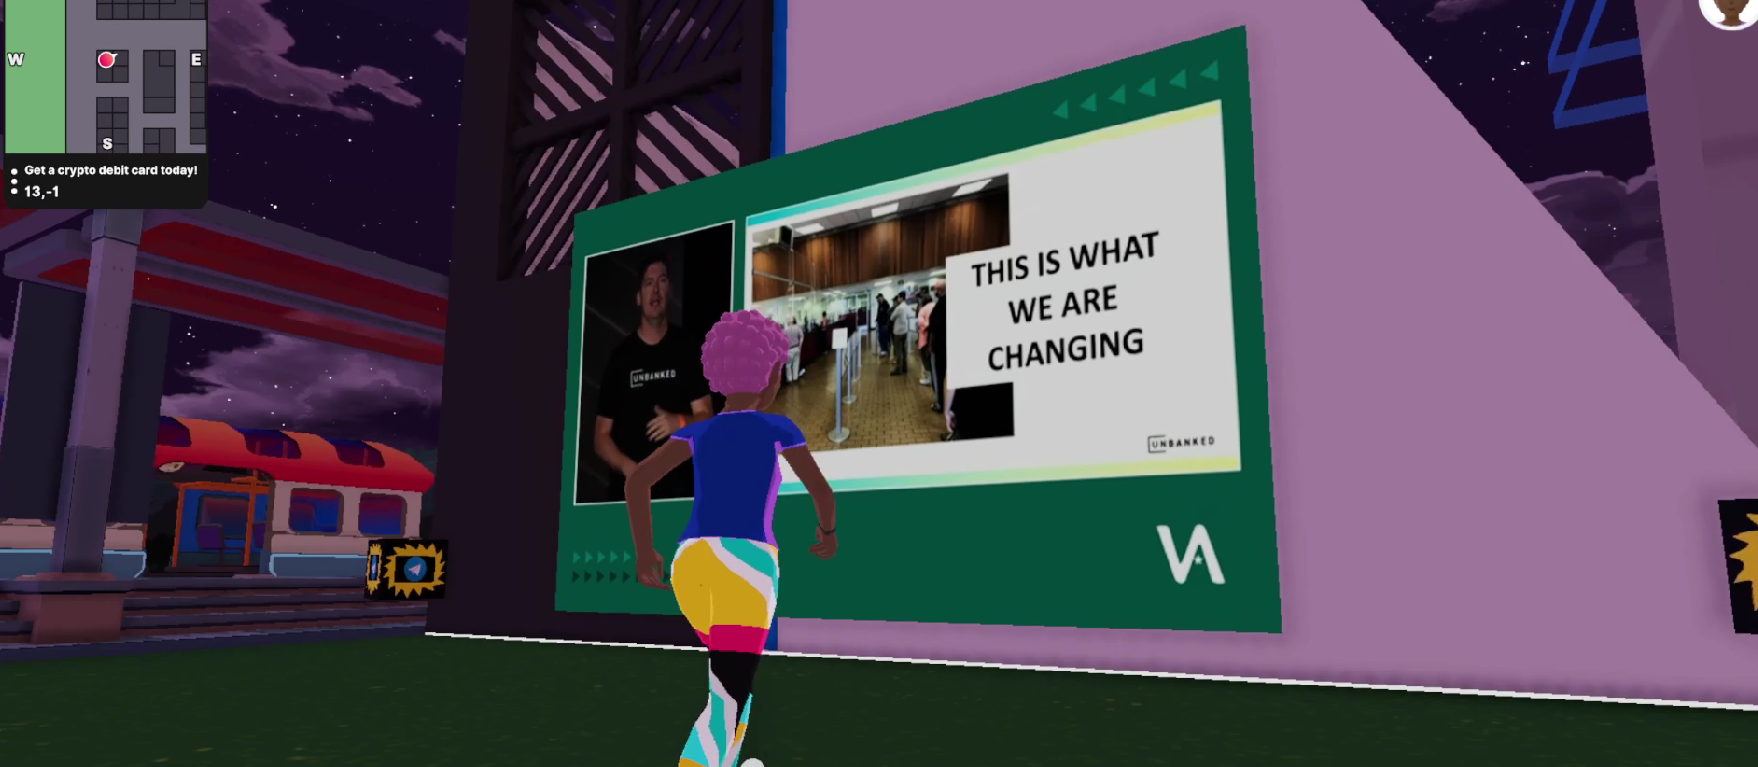 W
E
S
Get a crypto debit card today!
13,-1
UNBANKED
THIS IS WHAT
WE ARE
CHANGING
UNBANKED